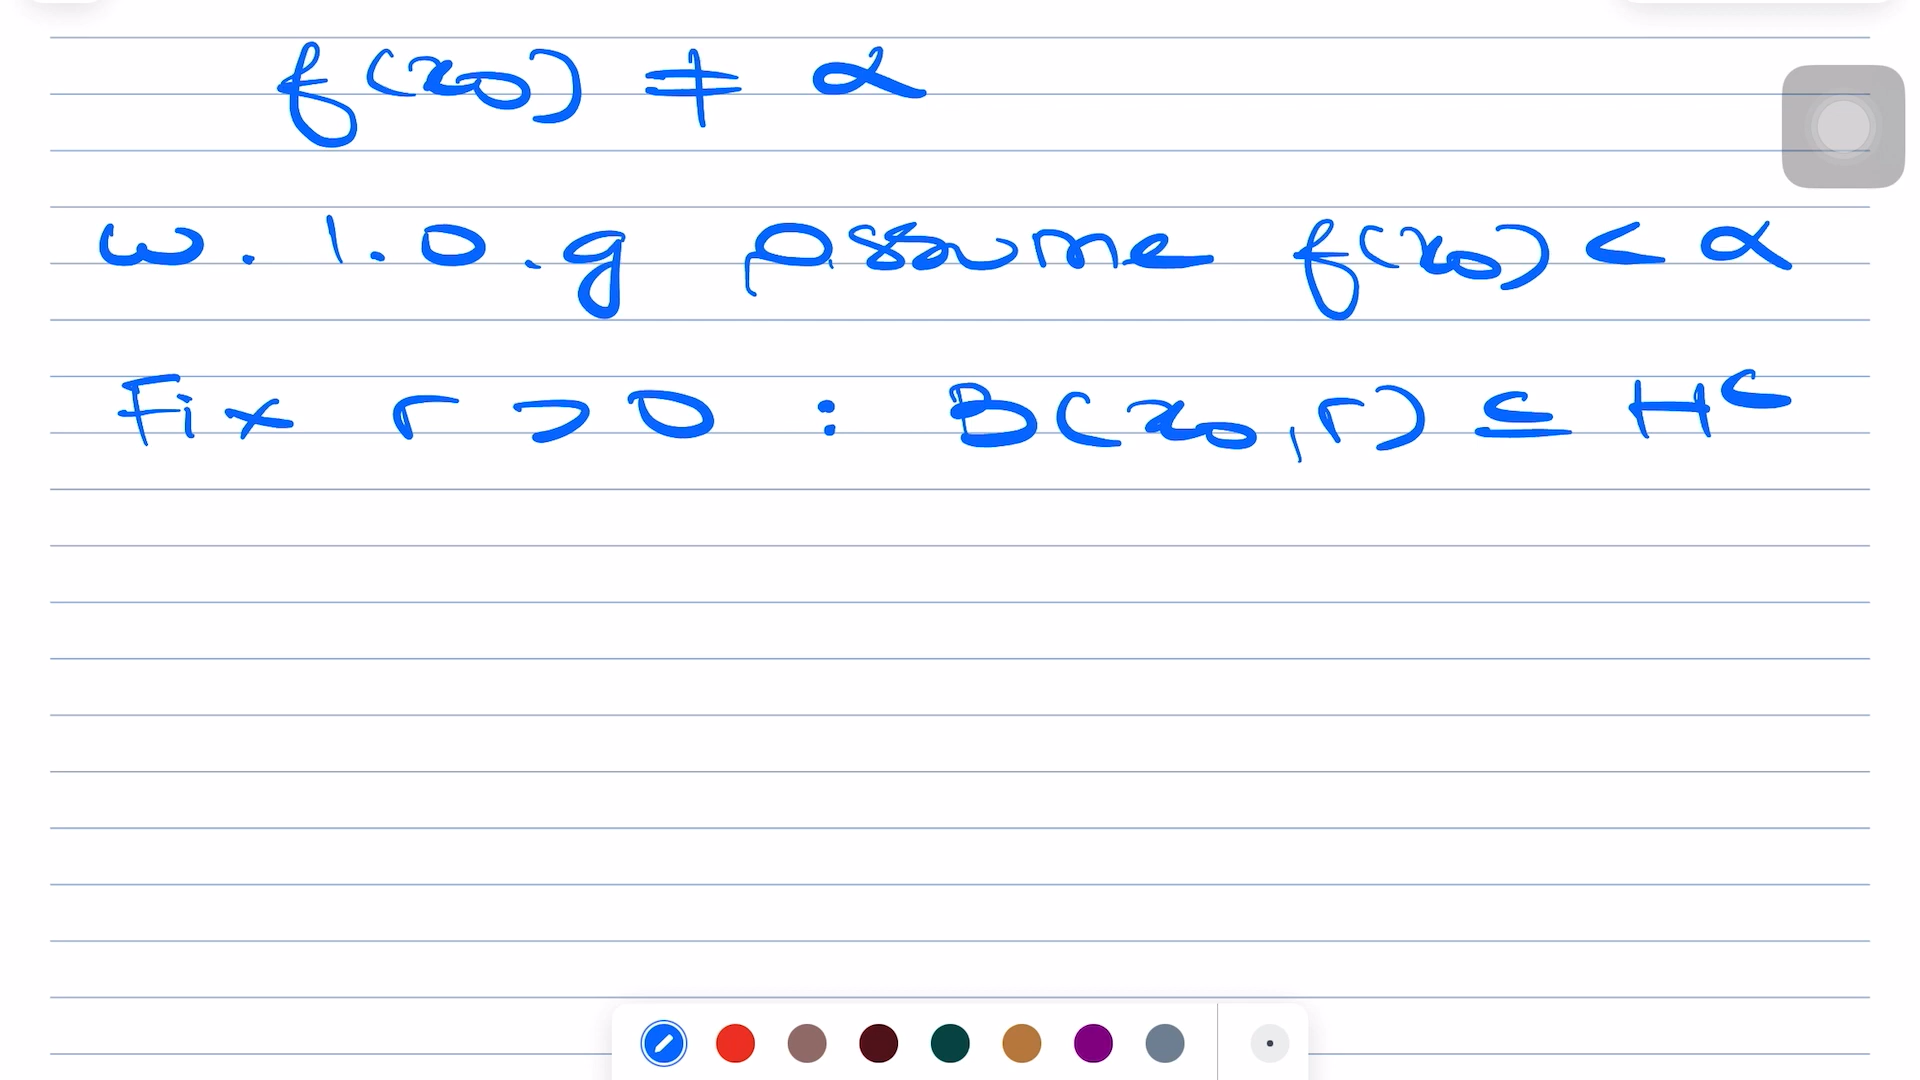 f(x₀) ≠ α
w.l.o.g Assume f(x₀) < α
Fix r > 0 : B(x₀, r) ⊆ Hᶜ